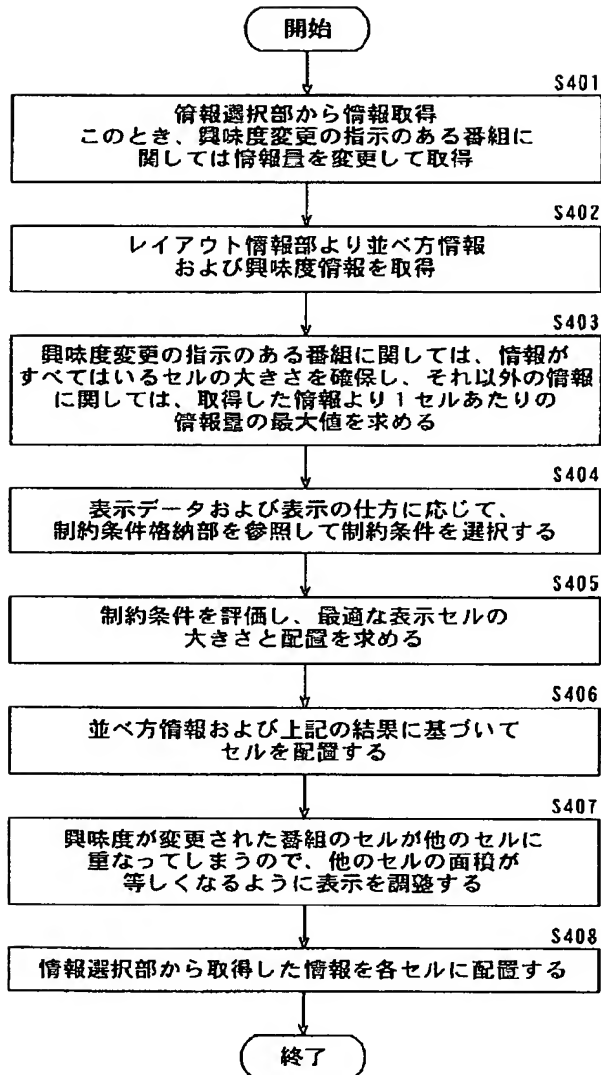 開始
S401
情報選択部から情報取得
このとき、興味度変更の指示のある番組に
関しては情報量を変更して取得
S402
レイアウト情報部より並べ方情報
および興味度情報を取得
S403
興味度変更の指示のある番組に関しては、情報が
すべてはいるセルの大きさを確保し、それ以外の情報
に関しては、取得した情報より1セルあたりの
情報量の最大値を求める
S404
表示データおよび表示の仕方に応じて、
制約条件格納部を参照して制約条件を選択する
S405
制約条件を評価し、最適な表示セルの
大きさと配置を求める
S406
並べ方情報および上記の結果に基づいて
セルを配置する
S407
興味度が変更された番組のセルが他のセルに
重なってしまうので、他のセルの面積が
等しくなるように表示を調整する
S408
情報選択部から取得した情報を各セルに配置する
終了